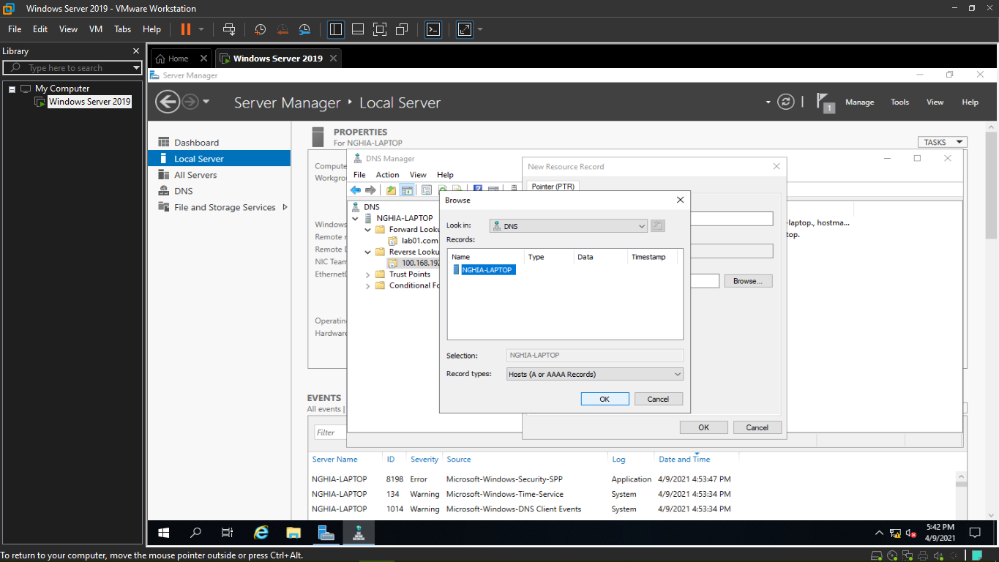 Windows Server 2019 - VMware Workstation
File Edit View VM Tabs Help
Library
Type here to search
My Computer
Windows Server 2019
Home
Windows Server 2019
Server Manager
Server Manager • Local Server
1
Manage Tools View Help
Dashboard
Local Server
All Servers
DNS
File and Storage Services
PROPERTIES
For NGHIA-LAPTOP
TASKS
Compute
Workgro
Windows
Remote
Remote D
NIC Team
Ethernet
Operatin
Hardwar
DNS Manager
File Action View Help
DNS
NGHIA-LAPTOP
Forward Looku
lab01.com
Reverse Looku
100.168.192
Trust Points
Conditional Fo
-laptop., hostma...
top.
New Resource Record
Pointer (PTR)
Browse...
OK Cancel
Browse
Look in: DNS
Records:
Name Type Data Timestamp
NGHIA-LAPTOP
Selection: NGHIA-LAPTOP
Record types: Hosts (A or AAAA Records)
OK Cancel
EVENTS
All events |
Filter
Server Name ID Severity Source Log Date and Time
NGHIA-LAPTOP 8198 Error Microsoft-Windows-Security-SPP Application 4/9/2021 4:53:47 PM
NGHIA-LAPTOP 134 Warning Microsoft-Windows-Time-Service System 4/9/2021 4:53:34 PM
NGHIA-LAPTOP 1014 Warning Microsoft-Windows-DNS Client Events System 4/9/2021 4:53:34 PM
5:42 PM
4/9/2021
To return to your computer, move the mouse pointer outside or press Ctrl+Alt.